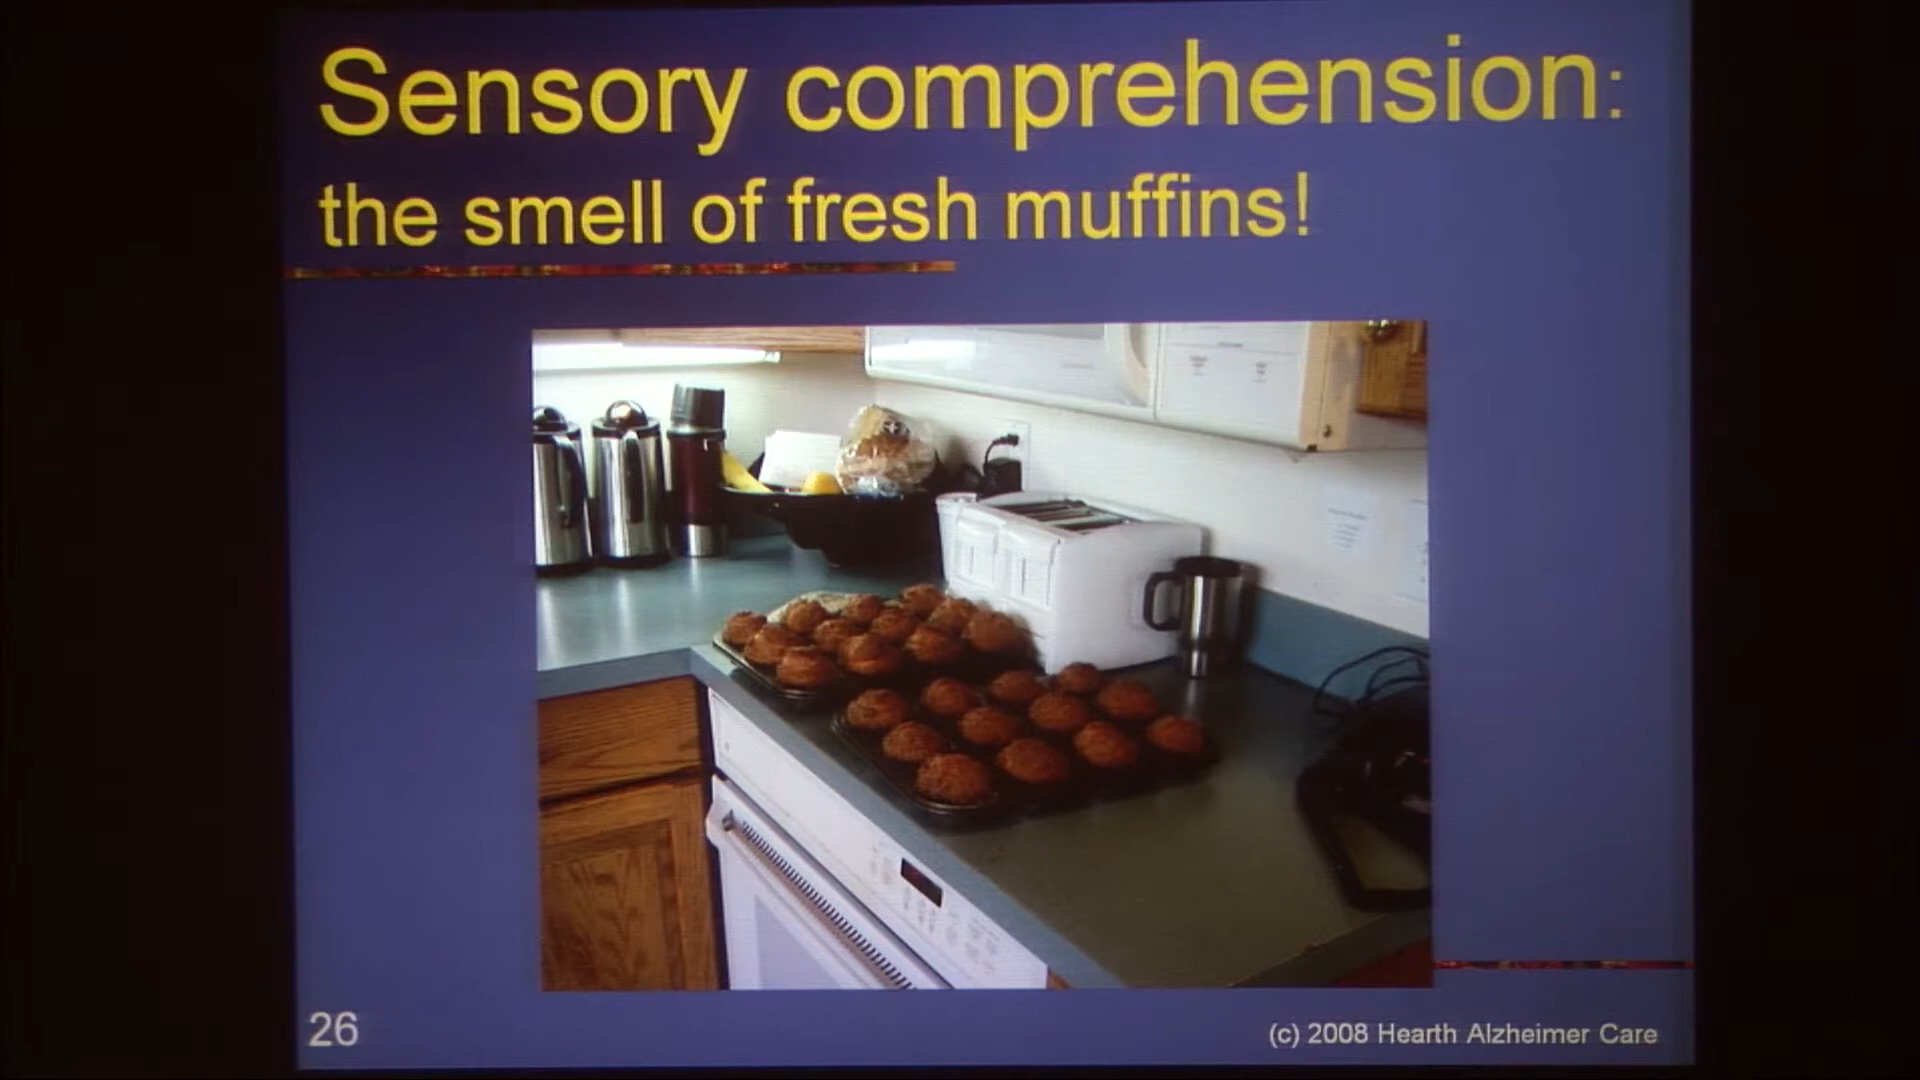 Sensory comprehension:
the smell of fresh muffins!
26
(c) 2008 Hearth Alzheimer Care